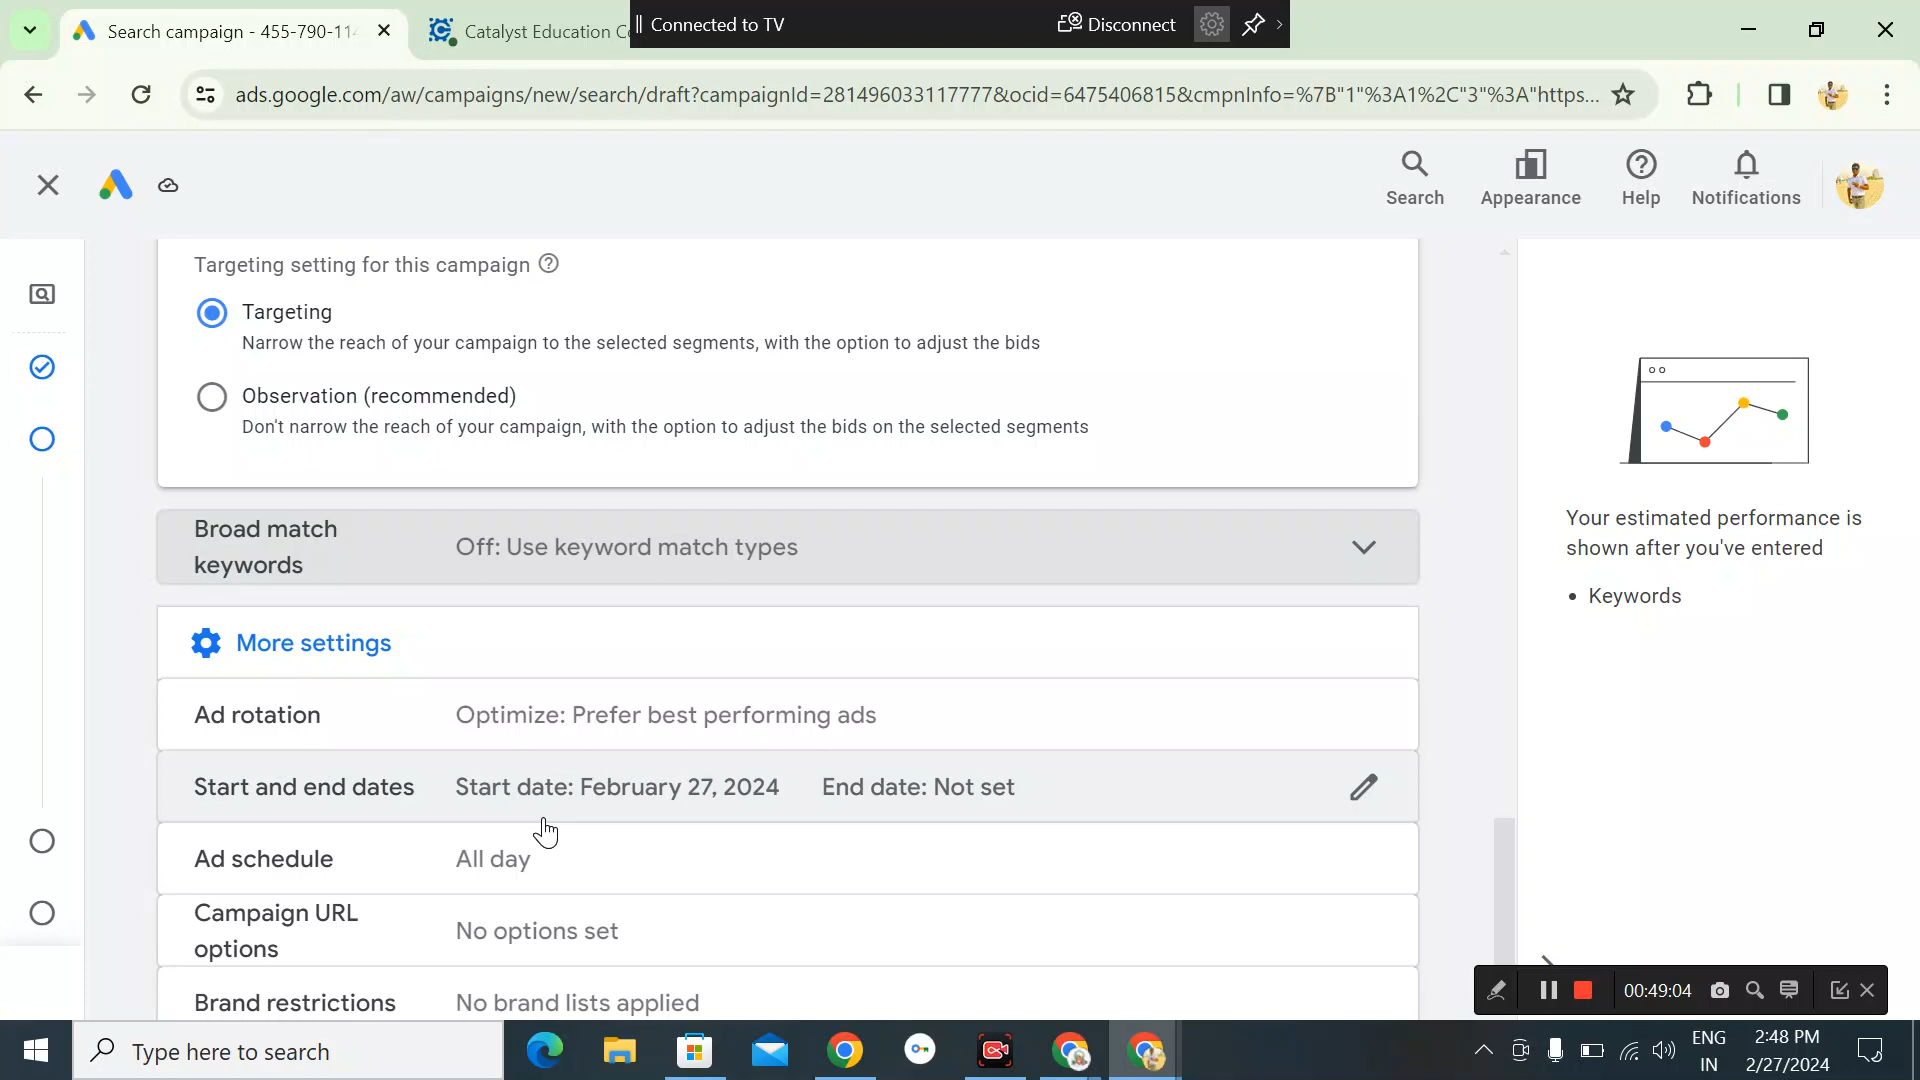 Search campaign - 455-790-11
Catalyst Education C
Connected to TV
Disconnect
ads.google.com/aw/campaigns/new/search/draft?campaignId=281496033117777&ocid=6475406815&cmpnInfo=%7B"1"%3A1%2C"3"%3A"https...
Search
Appearance
Help
Notifications
Targeting setting for this campaign
Targeting
Narrow the reach of your campaign to the selected segments, with the option to adjust the bids
Observation (recommended)
Don't narrow the reach of your campaign, with the option to adjust the bids on the selected segments
Broad match
keywords
Off: Use keyword match types
More settings
Ad rotation
Optimize: Prefer best performing ads
Start and end dates
Start date: February 27, 2024
End date: Not set
Ad schedule
All day
Campaign URL
options
No options set
Brand restrictions
No brand lists applied
Your estimated performance is
shown after you've entered
• Keywords
00:49:04
Type here to search
ENG
IN
2:48 PM
2/27/2024